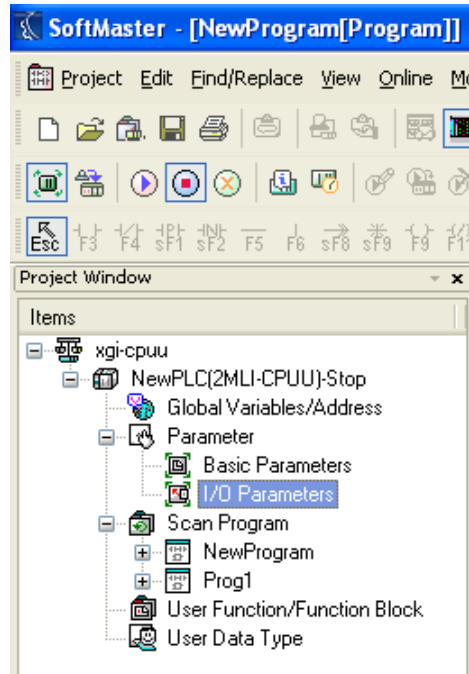 SoftMaster - [NewProgram[Program]]
Project Edit Find/Replace View Online
Esc F3 F4 sF1 sF2 F5 F6 sF8 sF9 F9
Project Window
Items
xgi-cpuu
NewPLC(2MLI-CPUU)-Stop
Global Variables/Address
Parameter
Basic Parameters
I/O Parameters
Scan Program
NewProgram
Prog1
User Function/Function Block
User Data Type